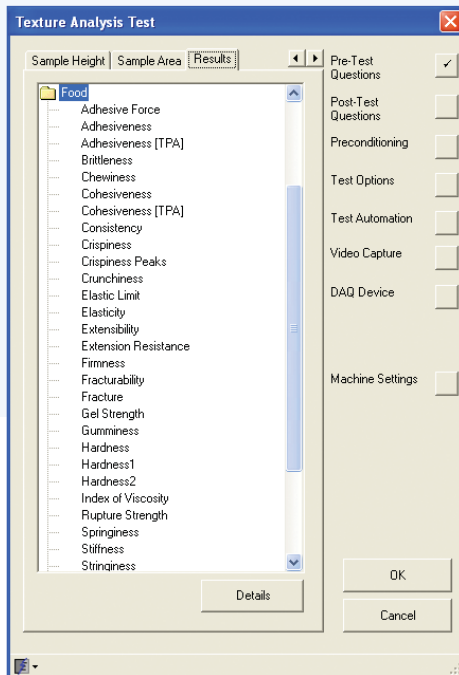 Texture Analysis Test
Sample Height
Sample Area
Results
Food
Adhesive Force
Adhesiveness
Adhesiveness [TPA]
Brittleness
Chewiness
Cohesiveness
Cohesiveness [TPA]
Consistency
Crispiness
Crispiness Peaks
Crunchiness
Elastic Limit
Elasticity
Extensibility
Extension Resistance
Firmness
Fracturability
Fracture
Gel Strength
Gumminess
Hardness
Hardness1
Hardness2
Index of Viscosity
Rupture Strength
Springiness
Stiffness
Stringiness
Details
Pre-Test
Questions
Post-Test
Questions
Preconditioning
Test Options
Test Automation
Video Capture
DAQ Device
Machine Settings
OK
Cancel